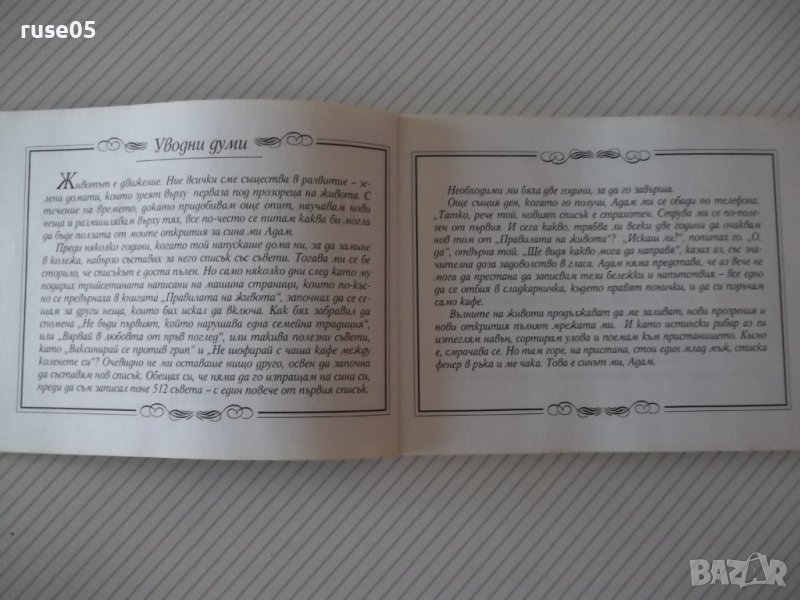 ruse05
Уводни думи
Животът е движение. Ние всички сме същества в развитие – зе-
лени домати, които зреят върху перваза под прозореца на живота. С
течение на времето, докато придобивам още опит, научавам нови
неща и размишлявам върху тях, все по-често се питам каква би могла
да бъде ползата от моите открития за сина ми Адам.
Преди няколко години, когато той напускаше дома ни, за да замине
в колежа, набързо съставих за него списък със съвети. Тогава ми се бе
сторило, че списъкът е доста пълен. Но само няколко дни след като му
подарих трийсетина написани на машина страници, които по-къс-
но се превърнаха в книгата „Правилата на живота“, започнах да се се-
щам за други неща, които бих искал да включа. Как бях забравил да
спомена „Не бъди първият, който нарушава една семейна традиция“,
или „Вярвай в любовта от пръв поглед“, или такива полезни съвети,
като „Ваксинирай се против грип“ и „Не шофирай с чаша кафе между
коленете си“? Очевидно не ми оставаше нищо друго, освен да започна
да съставям нов списък. Обещах си, че няма да го изпращам на сина си,
преди да съм записал поне 512 съвета – с един повече от първия списък.
Необходими ми бяха две години, за да го завърша.
Още същия ден, когато го получи, Адам ми се обади по телефона.
„Татко, рече той, новият списък е страхотен. Струва ми се по-поле-
зен от първия. И сега какво, трябва ли всеки две години да очаквам
нов том от „Правилата на живота“? „Искаш ли?“, попитах го. „О,
да“, отвърна той. „Ще видя какво мога да направя“, казах аз, със зна-
чителна доза задоволство в гласа. Адам няма представа, че аз вече не
мога да престана да записвам тези бележки и напътствия – все едно
да се отбия в сладкарничка, където правят понички, и да си поръчам
само кафе.
Вълните на живота продължават да ме заливат, нови прозрения и
нови открития пълнят мрежата ми. И като истински рибар аз ги
изтеглям навън, сортирам улова и поемам към пристанището. Късно
е, смрачава се. Но там горе, на пристана, стои един млад мъж, стиска
фенер в ръка и ме чака. Това е синът ми, Адам.
BAZAR